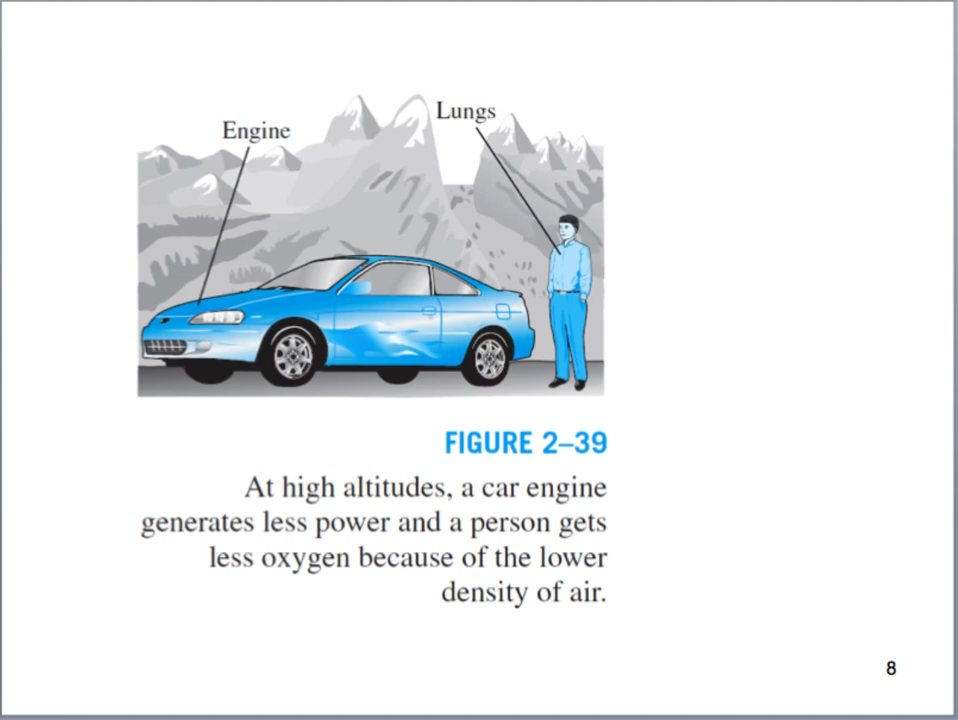 Lungs
Engine
FIGURE 2–39
At high altitudes, a car engine
generates less power and a person gets
less oxygen because of the lower
density of air.
8